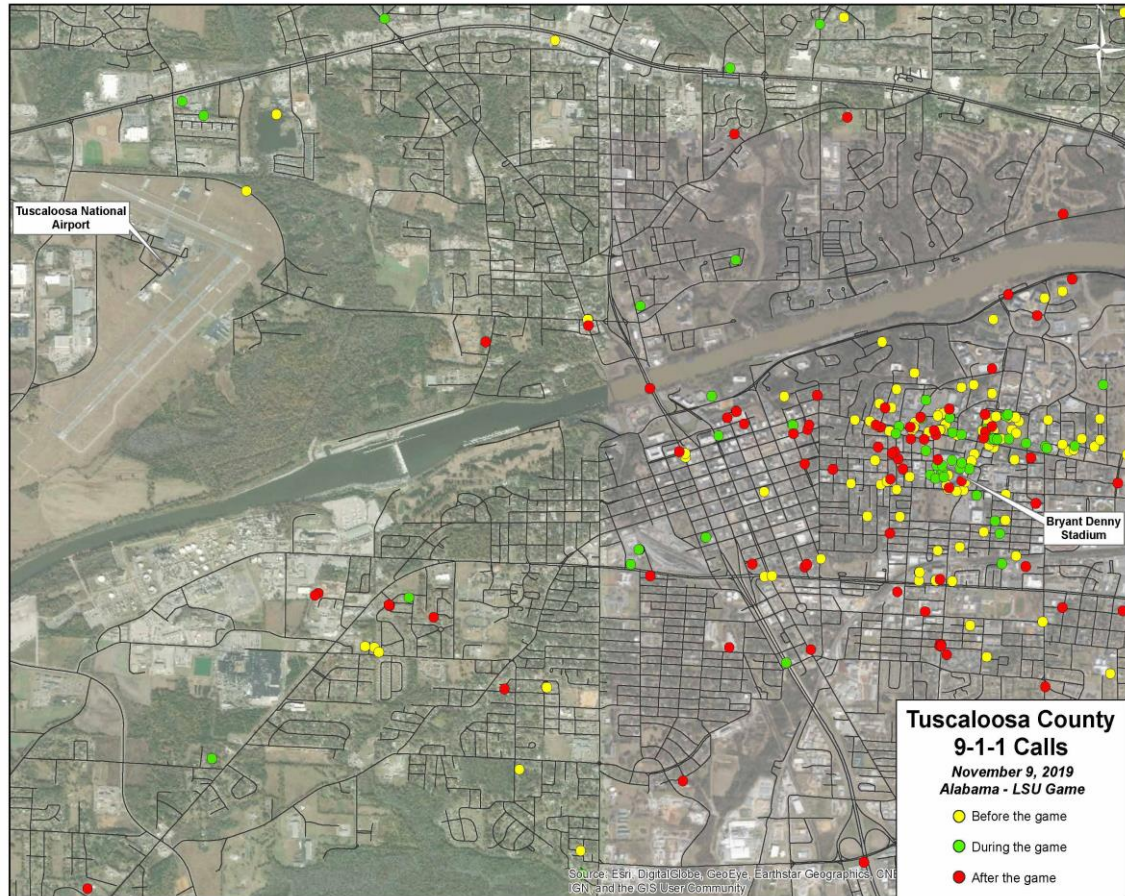 Tuscaloosa National
Airport
Bryant Denny
Stadium
Tuscaloosa County
9-1-1 Calls
November 9, 2019
Alabama - LSU Game
Before the game
During the game
After the game
Source: Esri, DigitalGlobe, GeoEye, Earthstar Geographics, CNE
IGN, and the GIS User Community